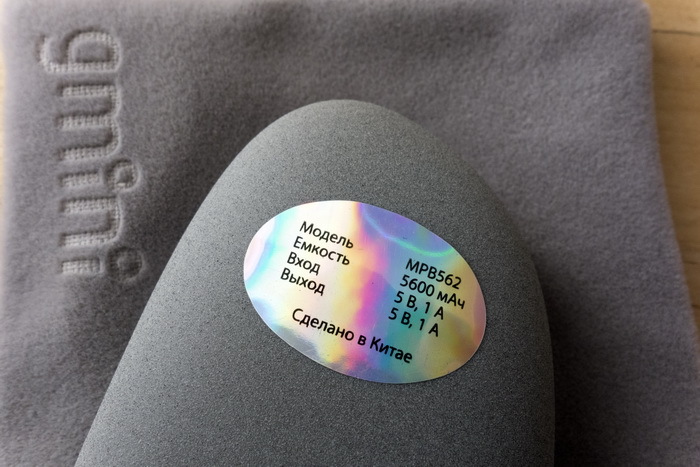 gmini
Модель MPB562
Емкость 5600 мАч
Вход 5 В, 1 А
Выход 5 В, 1 А
Сделано в Китае